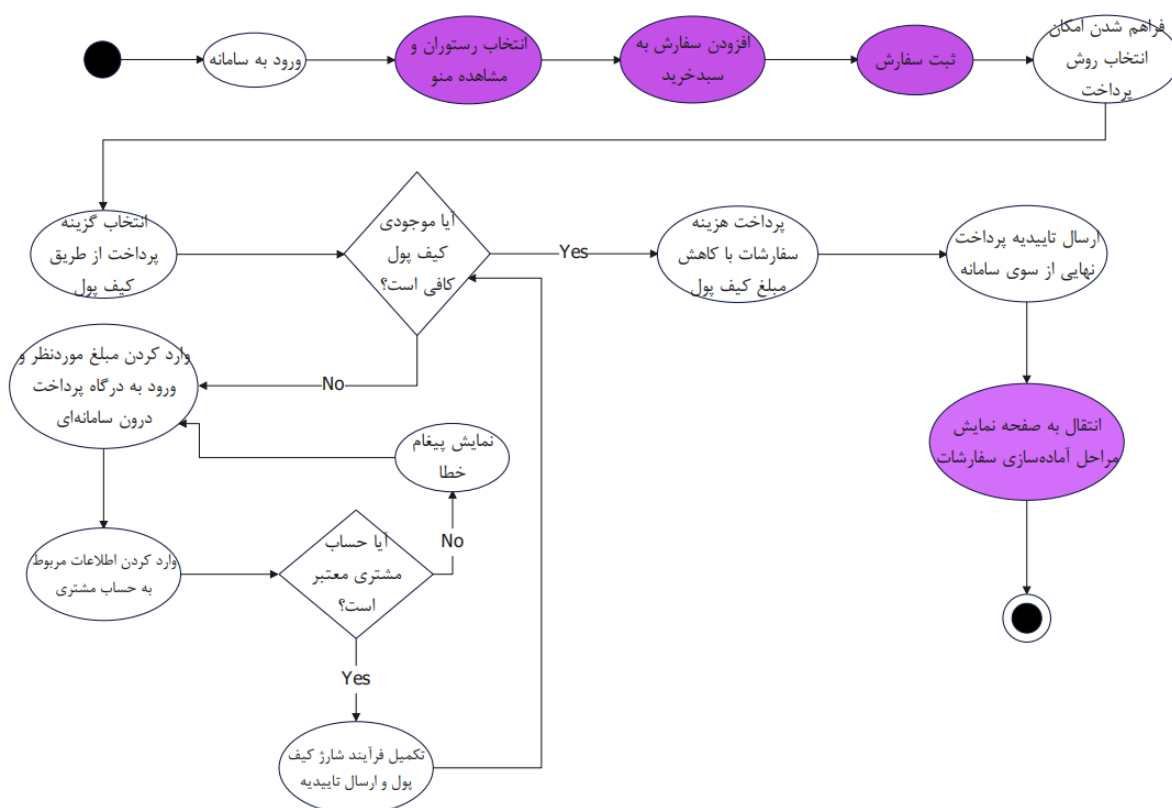 ورود به سامانه
انتخاب رستوران و
مشاهده منو
افزودن سفارش به
سبدخرید
ثبت سفارش
فراهم شدن امکان
انتخاب روش
پرداخت
انتخاب گزینه
پرداخت از طریق
کیف پول
آیا موجودی
کیف پول
کافی است؟
Yes
پرداخت هزینه
سفارشات با کاهش
مبلغ کیف پول
ارسال تاییدیه پرداخت
نهایی از سوی سامانه
No
وارد کردن مبلغ موردنظر و
ورود به درگاه پرداخت
درون سامانه‌ای
نمایش پیغام
خطا
انتقال به صفحه نمایش
مراحل آماده‌سازی سفارشات
وارد کردن اطلاعات مربوط
به حساب مشتری
آیا حساب
مشتری معتبر
است؟
No
Yes
تکمیل فرآیند شارژ کیف
پول و ارسال تاییدیه